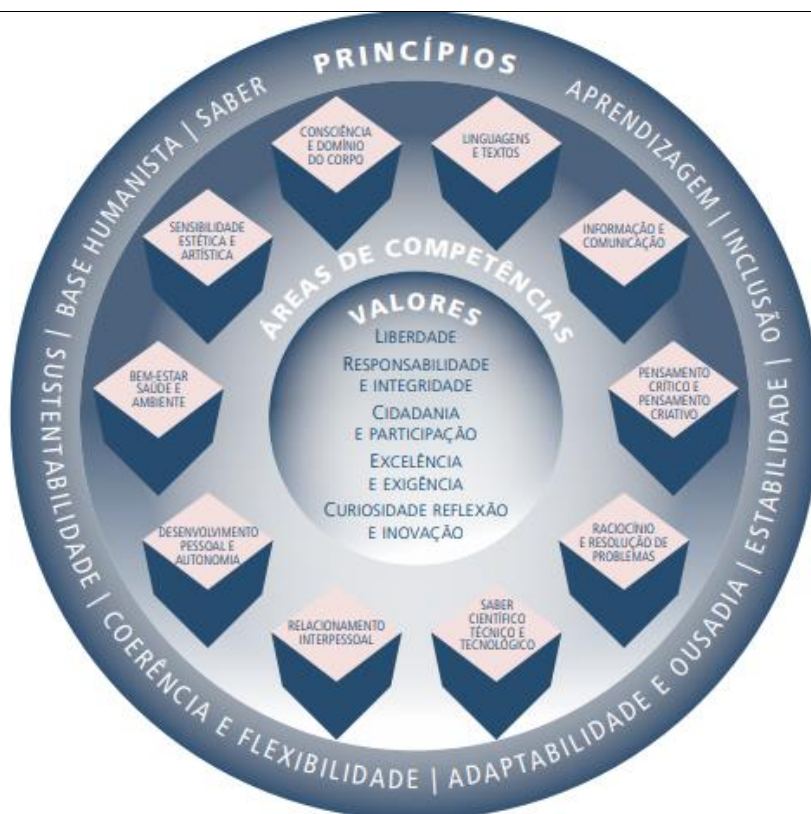 PRINCÍPIOS
SUSTENTABILIDADE | BASE HUMANISTA | SABER
APRENDIZAGEM | INCLUSÃO | ESTABILIDADE
COERÊNCIA E FLEXIBILIDADE | ADAPTABILIDADE E OUSADIA |
ÁREAS DE COMPETÊNCIAS
CONSCIÊNCIA
E DOMÍNIO
DO CORPO
LINGUAGENS
E TEXTOS
INFORMAÇÃO E
COMUNICAÇÃO
PENSAMENTO
CRÍTICO E
PENSAMENTO
CRIATIVO
RACIOCÍNIO
E RESOLUÇÃO DE
PROBLEMAS
SABER
CIENTÍFICO
TÉCNICO E
TECNOLÓGICO
RELACIONAMENTO
INTERPESSOAL
DESENVOLVIMENTO
PESSOAL E
AUTONOMIA
BEM-ESTAR
SAÚDE E
AMBIENTE
SENSIBILIDADE
ESTÉTICA E
ARTÍSTICA
VALORES
LIBERDADE
RESPONSABILIDADE
E INTEGRIDADE
CIDADANIA
E PARTICIPAÇÃO
EXCELÊNCIA
E EXIGÊNCIA
CURIOSIDADE REFLEXÃO
E INOVAÇÃO